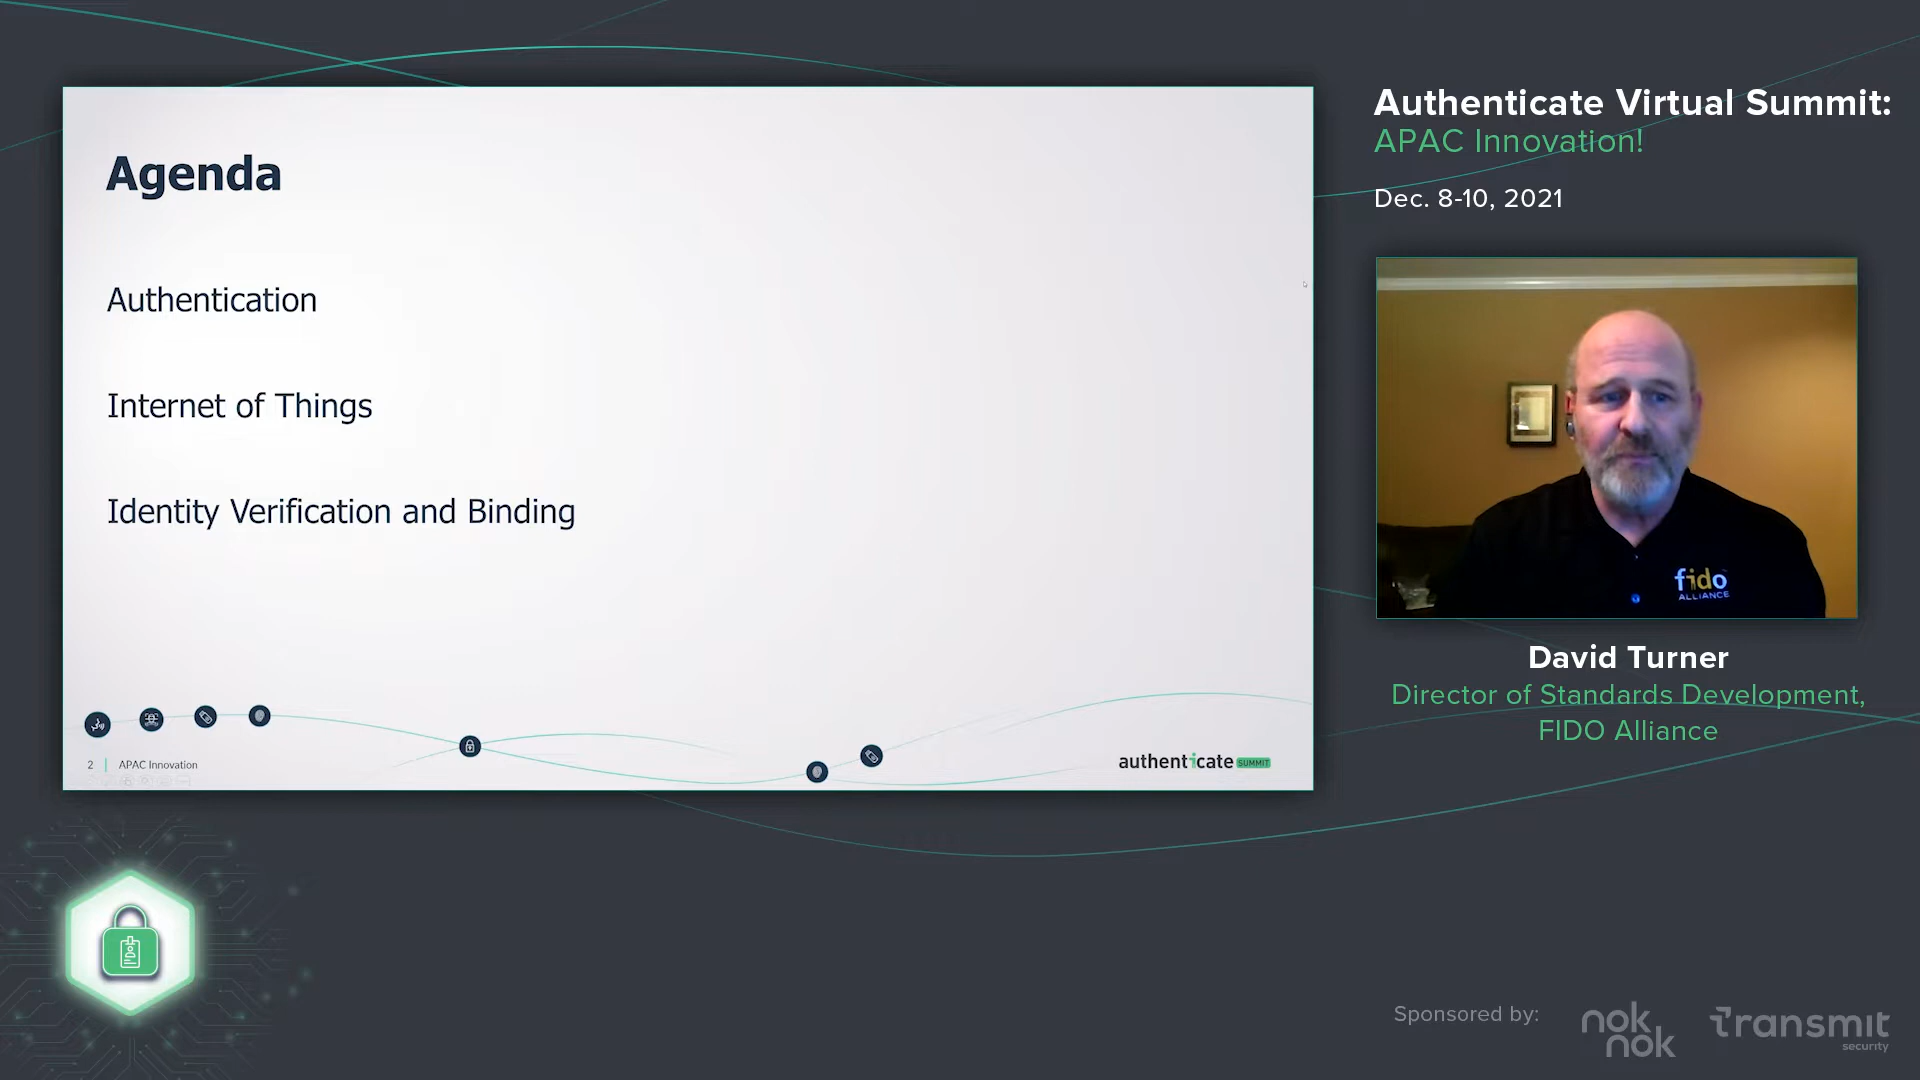 Agenda
Authentication
Internet of Things
Identity Verification and Binding
2 | APAC Innovation
authenticate SUMMIT
Authenticate Virtual Summit:
APAC Innovation!
Dec. 8-10, 2021
fido
ALLIANCE
David Turner
Director of Standards Development,
FIDO Alliance
Sponsored by:
nok
nok
Transmit
security